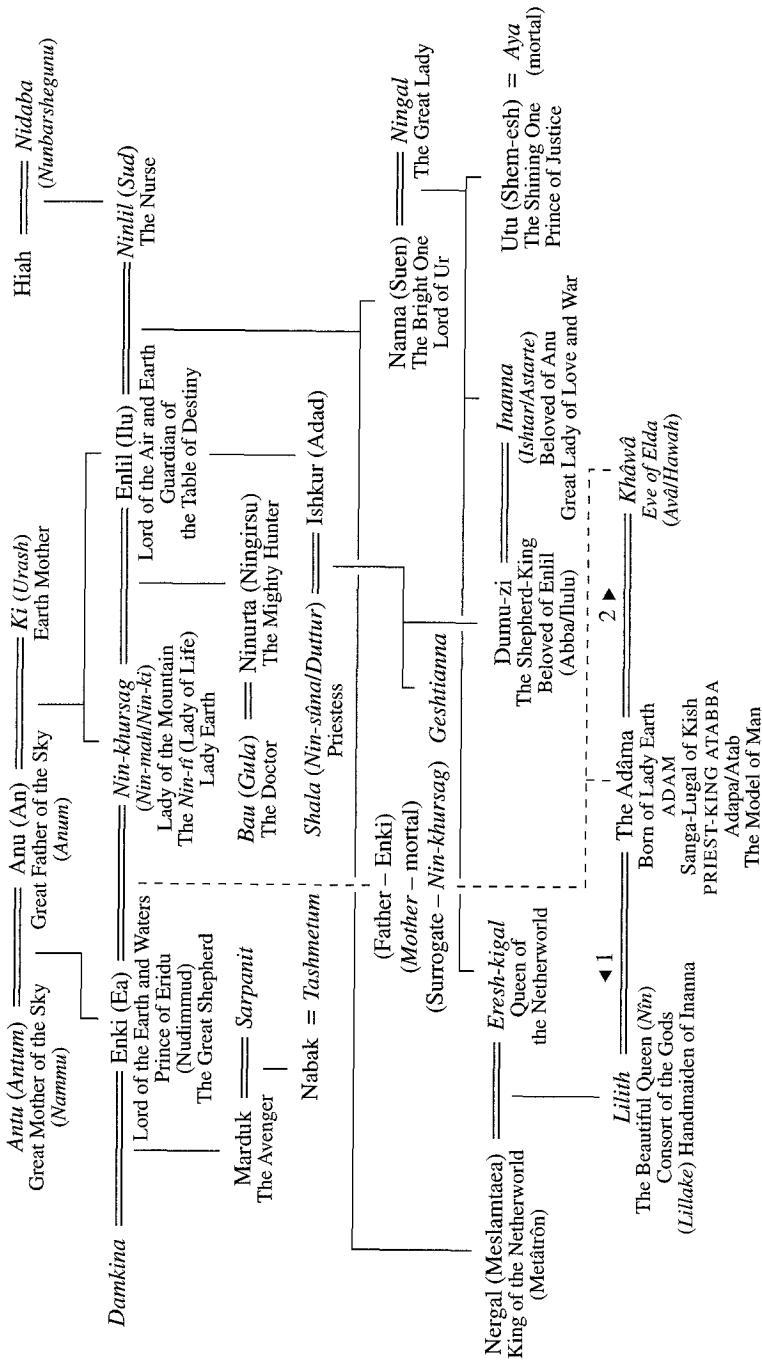 Antu (Antum)
Great Mother of the Sky
(Nammu)
Anu (An)
Great Father of the Sky
(Anum)
Ki (Urash)
Earth Mother
Hiah
Nidaba
(Nunbarshegunu)
Damkina
Enki (Ea)
Lord of the Earth and Waters
Prince of Eridu
(Nudimmud)
The Great Shepherd
Nin-khursag
(Nin-mah/Nin-ki)
Lady of the Mountain
The Nin-tî (Lady of Life)
Lady Earth
Enlil (Ilu)
Lord of the Air and Earth
Guardian of
the Table of Destiny
Ninlil (Sud)
The Nurse
Marduk
The Avenger
Sarpanit
Bau (Gula)
The Doctor
Ninurta (Ningirsu)
The Mighty Hunter
Nabak = Tashmetum
Shala (Nin-sûna/Duttur)
Priestess
Ishkur (Adad)
(Father – Enki)
(Mother – mortal)
(Surrogate – Nin-khursag)
Geshtianna
Nanna (Suen)
The Bright One
Lord of Ur
Ningal
The Great Lady
Nergal (Meslamtaea)
King of the Netherworld
(Metâtrôn)
Eresh-kigal
Queen of
the Netherworld
Dumu-zi
The Shepherd-King
Beloved of Enlil
(Abba/Ilulu)
Inanna
(Ishtar/Astarte)
Beloved of Anu
Great Lady of Love and War
Utu (Shem-esh) = Aya
The Shining One (mortal)
Prince of Justice
1
2
Lilith
The Beautiful Queen (Nîn)
Consort of the Gods
(Lillake) Handmaiden of Inanna
The Adâma
Born of Lady Earth
ADAM
Sanga-Lugal of Kish
PRIEST-KING ATABBA
Adapa/Atab
The Model of Man
Khâwâ
Eve of Elda
(Avâ/Hawah)